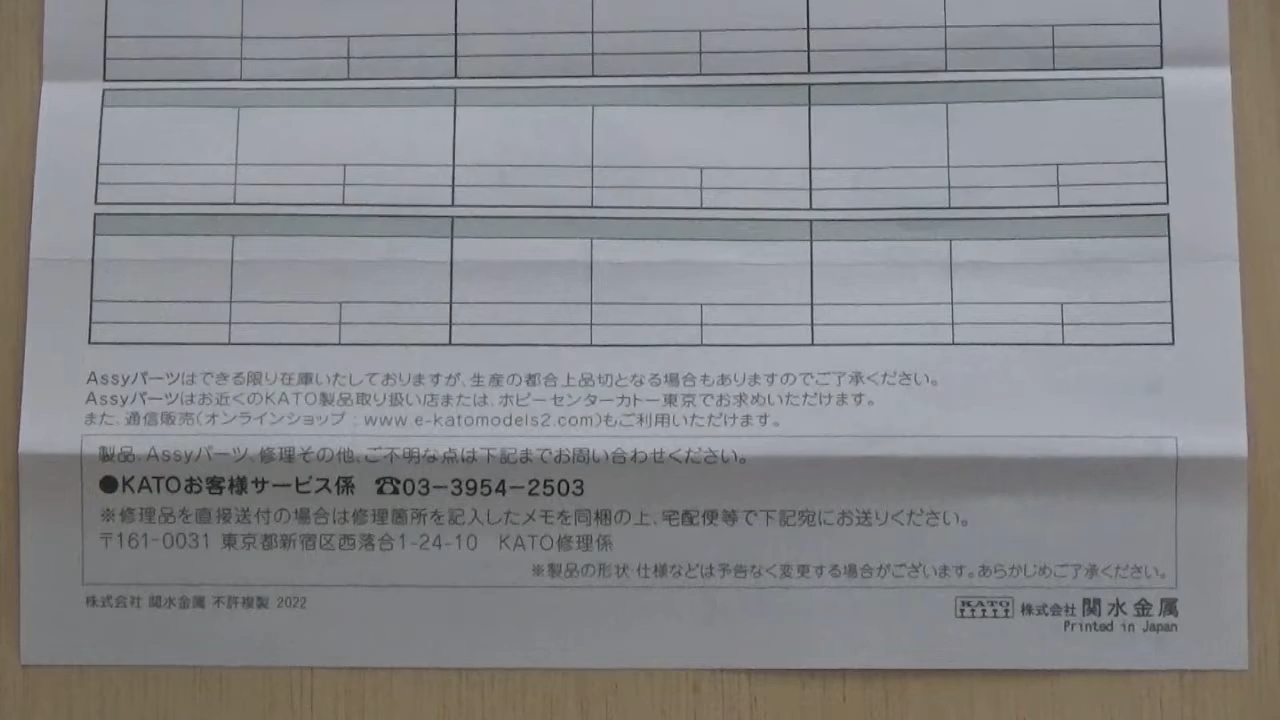 Assyパーツはできる限り在庫いたしておりますが、生産の都合上品切となる場合もありますのでご了承ください。
Assyパーツはお近くのKATO製品取り扱い店または、ホビーセンターカトー東京でお求めいただけます。
また、通信販売(オンラインショップ : www.e-katomodels2.com)もご利用いただけます。
製品、Assyパーツ、修理その他、ご不明な点は下記までお問い合わせください。
●KATOお客様サービス係 ☎03-3954-2503
※修理品を直接送付の場合は修理箇所を記入したメモを同梱の上、宅配便等で下記宛にお送りください。
〒161-0031 東京都新宿区西落合1-24-10 KATO修理係
※製品の形状・仕様などは予告なく変更する場合がございます。あらかじめご了承ください。
株式会社 関水金属 不許複製 2022
KATO 株式会社 関水金属
Printed in Japan